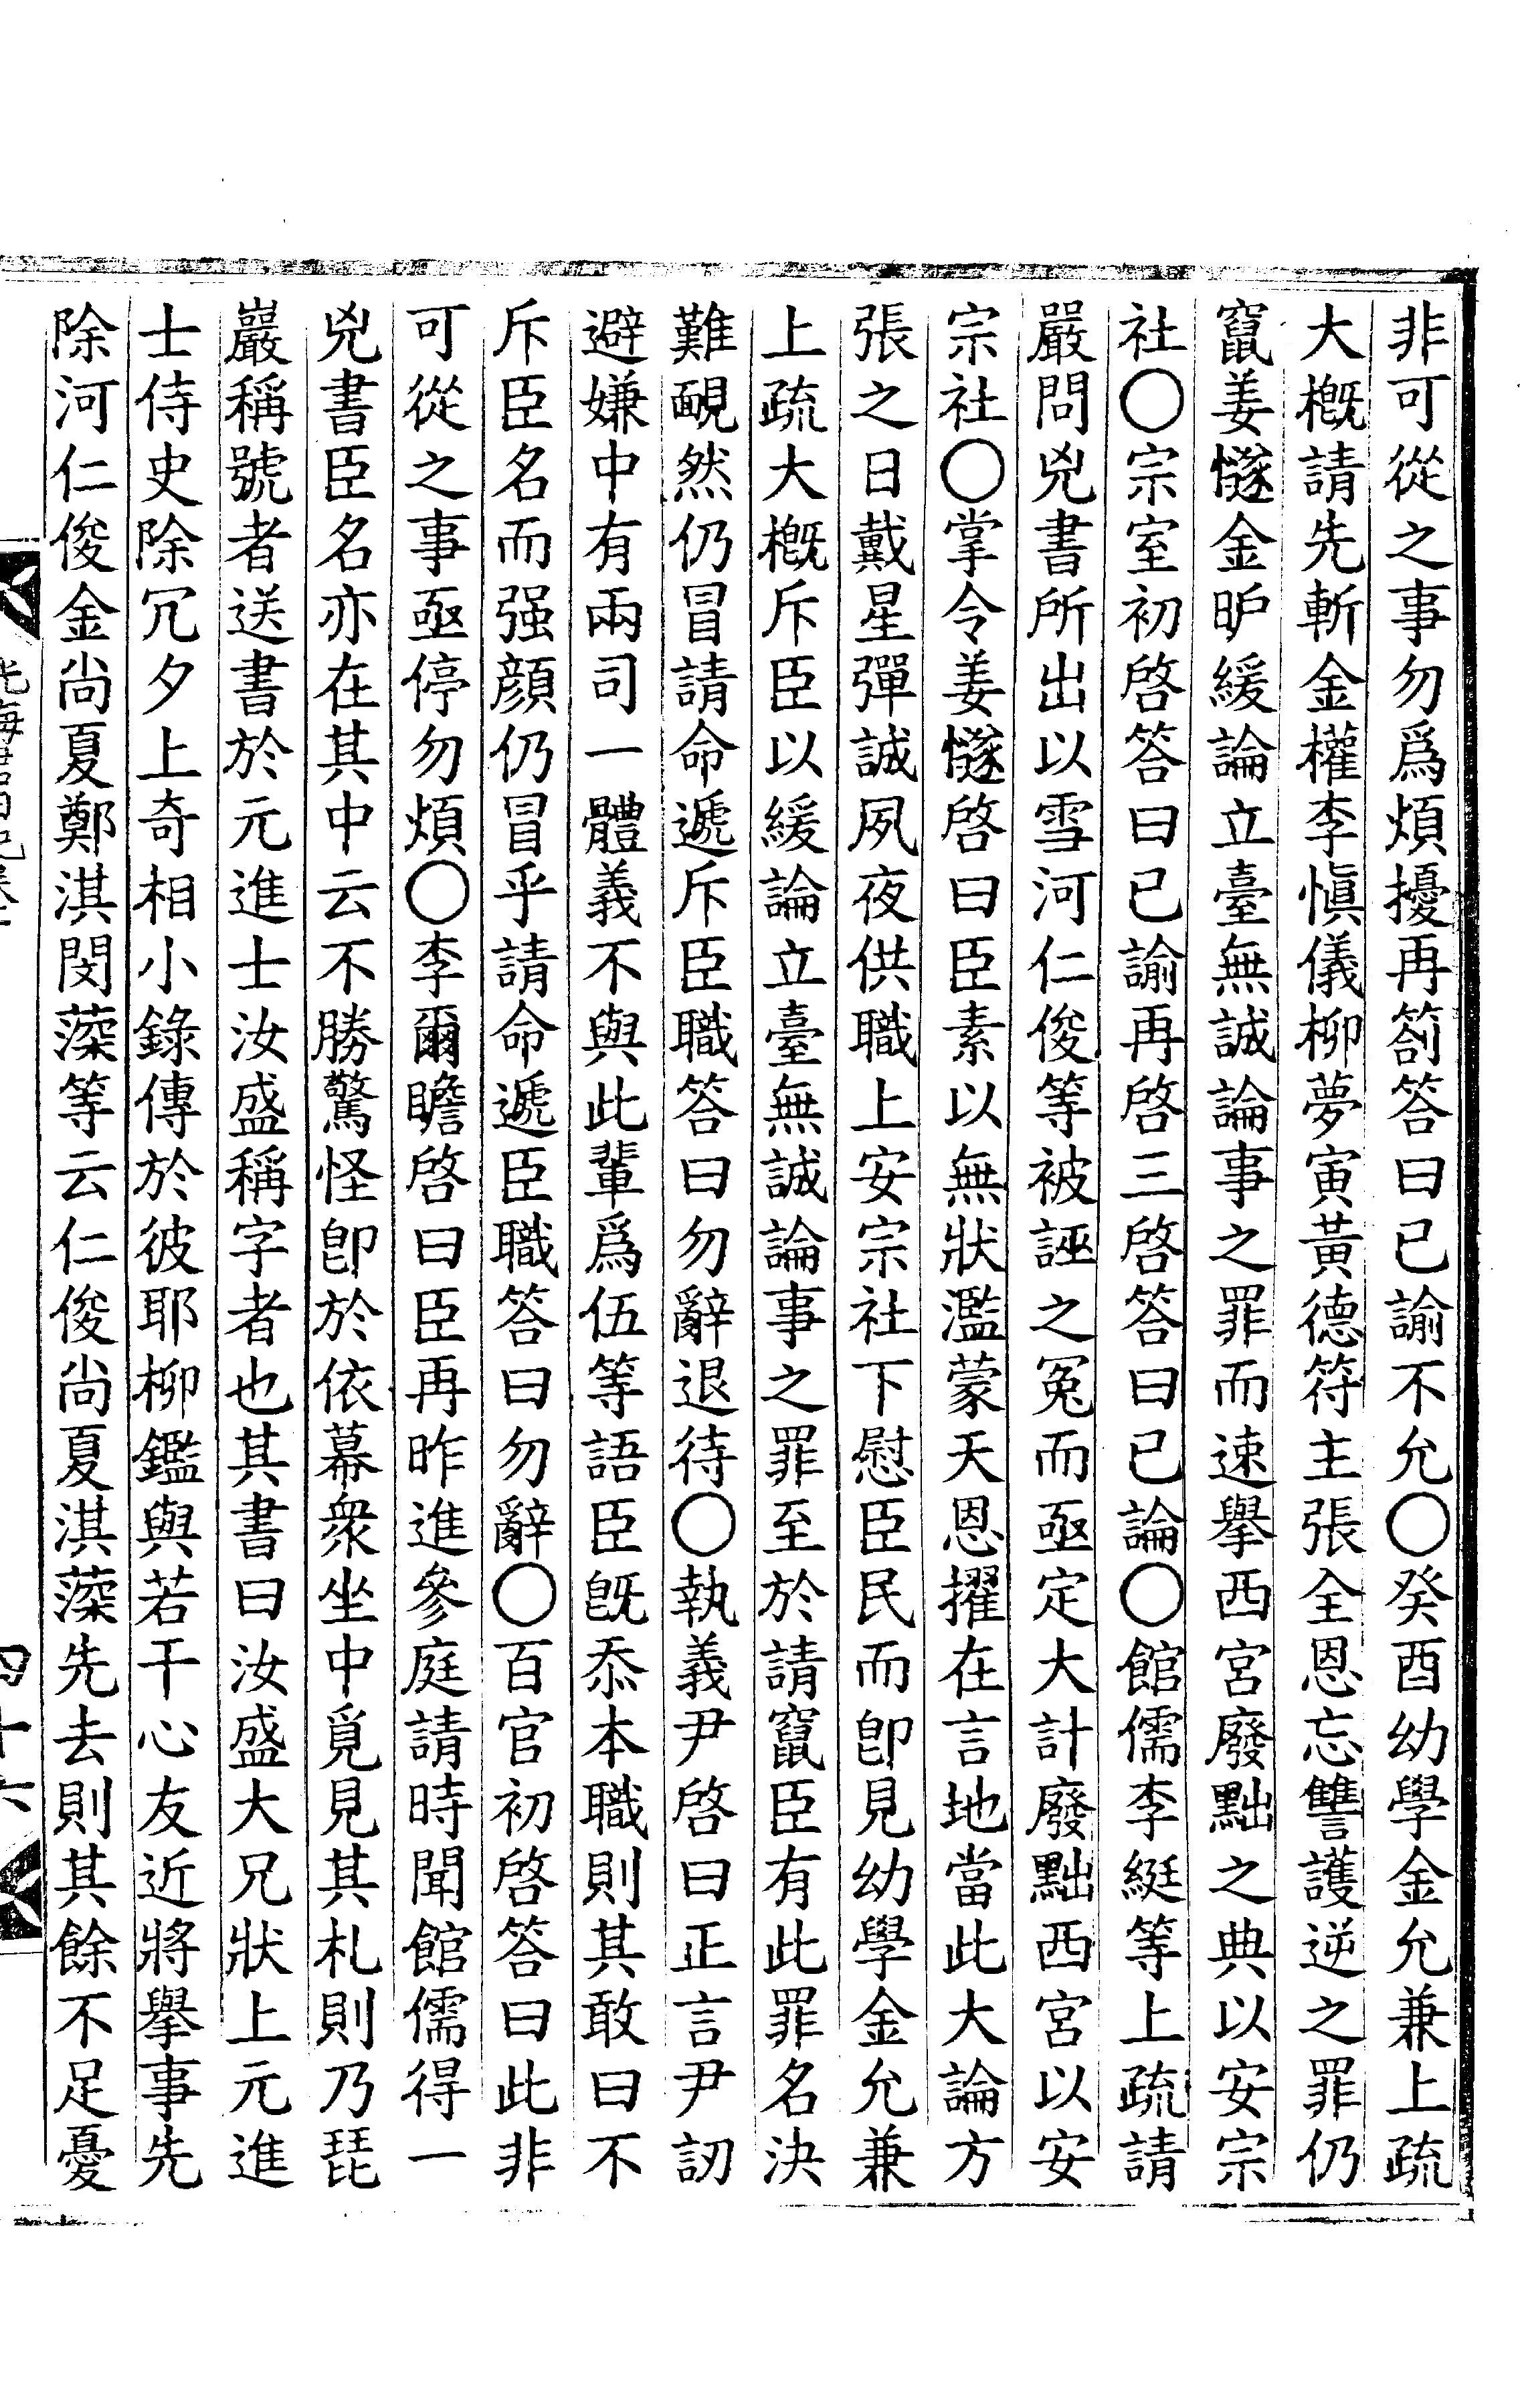 非可從之事勿爲煩擾再箚答曰已諭不允○癸酉幼學金允兼上疏
大槪請先斬金權李愼儀柳夢寅黃德符主張全恩忘讐護逆之罪仍
竄姜㦽金昈緩論立臺無誠論事之罪而速擧西宮廢黜之典以安宗
社○宗室初啓答曰已諭再啓三啓答曰已論○館儒李綎等上疏請
嚴問兇書所出以雪河仁俊等被誣之冤而亟定大計廢黜西宮以安
宗社○掌令姜㦽啓曰臣素以無狀濫蒙天恩擢在言地當此大論方
張之日戴星彈誠夙夜供職上安宗社下慰臣民而卽見幼學金允兼
上疏大槪斥臣以緩論立臺無誠論事之罪至於請竄臣有此罪名決
難靦然仍冒請命遞斥臣職答曰勿辭退待○執義尹啓曰正言尹訒
避嫌中有兩司一體義不與此輩爲伍等語臣旣忝本職則其敢曰不
斥臣名而强顔仍冒乎請命遞臣職答曰勿辭○百官初啓答曰此非
可從之事亟停勿煩○李爾瞻啓曰臣再昨進參庭請時聞館儒得一
兇書臣名亦在其中云不勝驚怪卽於依幕衆坐中覓見其札則乃琵
巖稱號者送書於元進士汝盛稱字者也其書曰汝盛大兄狀上元進
士侍史除冗夕上奇相小錄傳於彼耶柳鑑與若干心友近將擧事先
除河仁俊金尙夏鄭淇閔藻等云仁俊尙夏淇藻先去則其餘不足憂